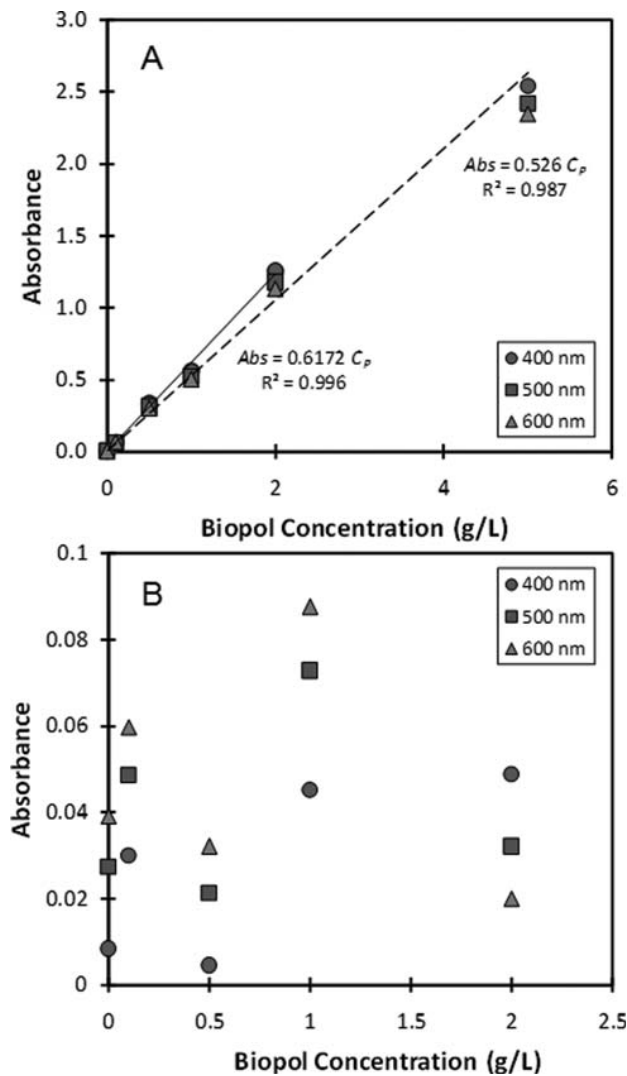 3.0
A
2.5
2.0
1.5
1.0
0.5
0.0
Absorbance
Abs = 0.526 Cₚ
R² = 0.987
Abs = 0.6172 Cₚ
R² = 0.996
400 nm
500 nm
600 nm
0 2 4 6
Biopol Concentration (g/L)
0.1
B
0.08
0.06
0.04
0.02
0
Absorbance
400 nm
500 nm
600 nm
0 0.5 1 1.5 2 2.5
Biopol Concentration (g/L)